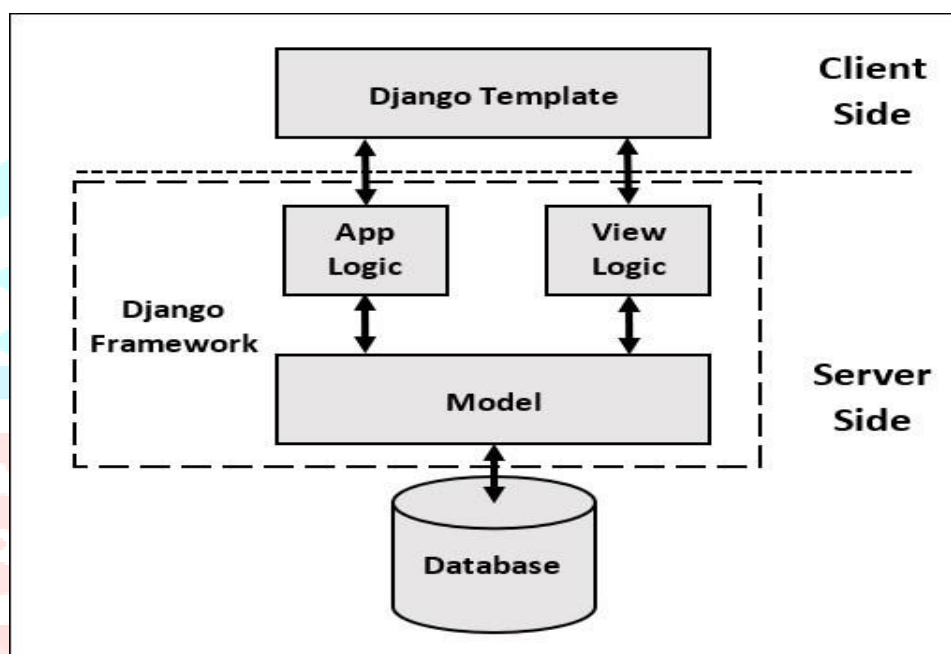 Django Template
Client
Side
App
Logic
View
Logic
Django
Framework
Model
Server
Side
Database